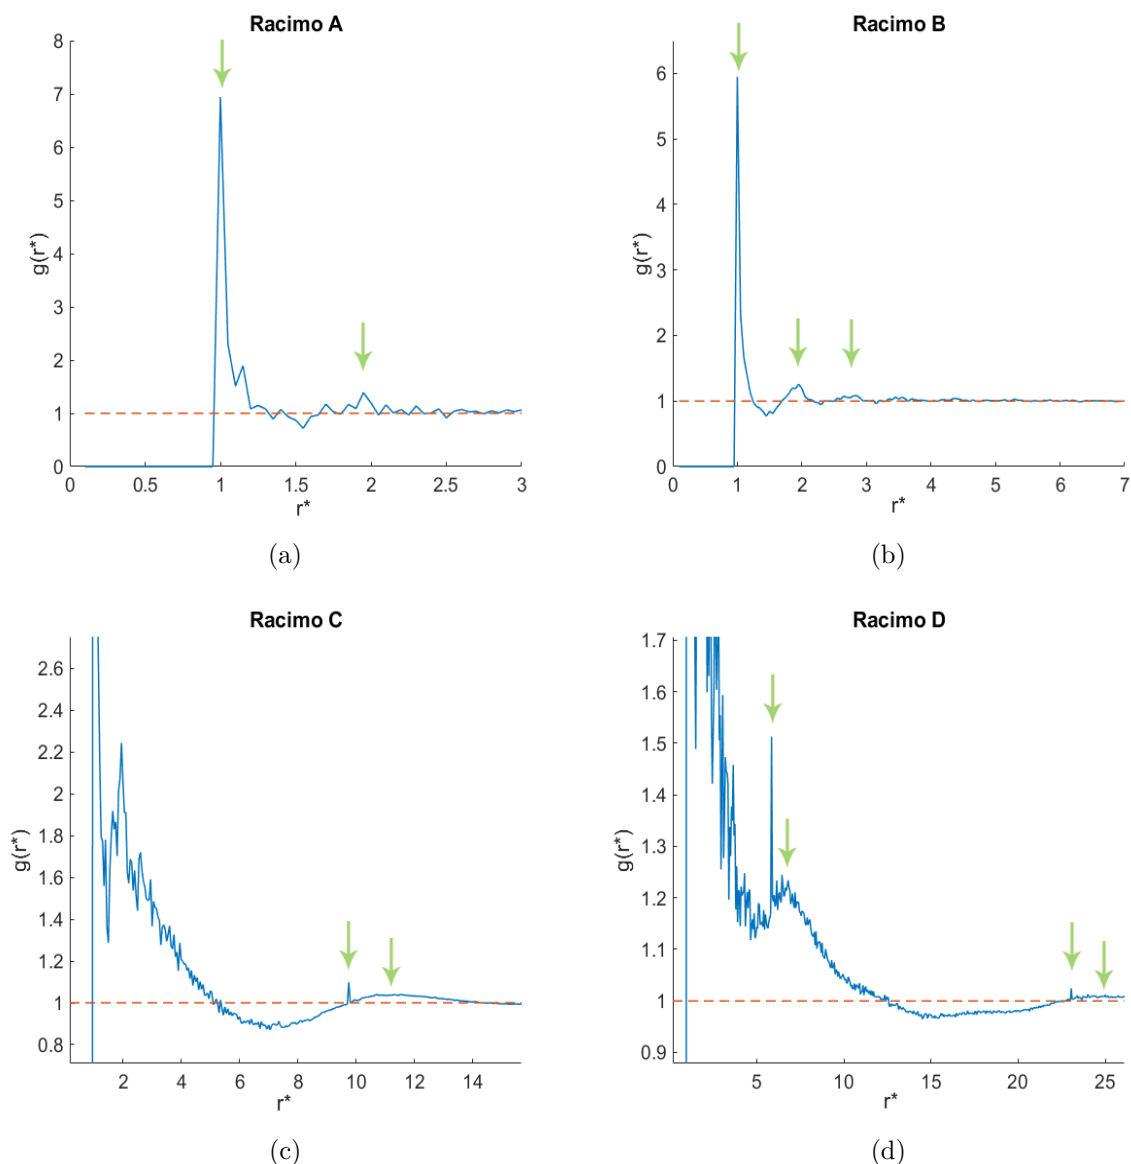 Racimo A
8
7
6
5
4
3
2
1
0
g(r*)
0 0.5 1 1.5 2 2.5 3
r*
(a)
Racimo B
6
5
4
3
2
1
0
g(r*)
0 1 2 3 4 5 6 7
r*
(b)
Racimo C
2.6
2.4
2.2
2
1.8
1.6
1.4
1.2
1
0.8
g(r*)
2 4 6 8 10 12 14
r*
(c)
Racimo D
1.7
1.6
1.5
1.4
1.3
1.2
1.1
1
0.9
g(r*)
5 10 15 20 25
r*
(d)